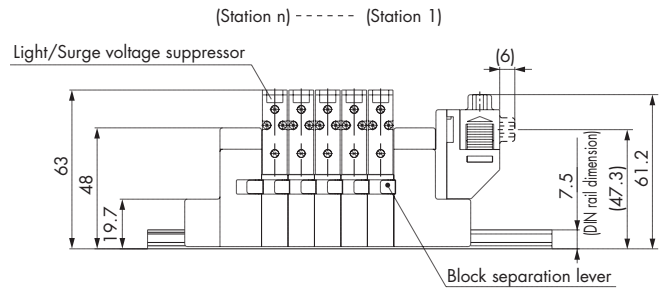 (Station n) ------ (Station 1)
Light/Surge voltage suppressor
(6)
63
48
19.7
7.5
(DIN rail dimension)
(47.3)
61.2
Block separation lever